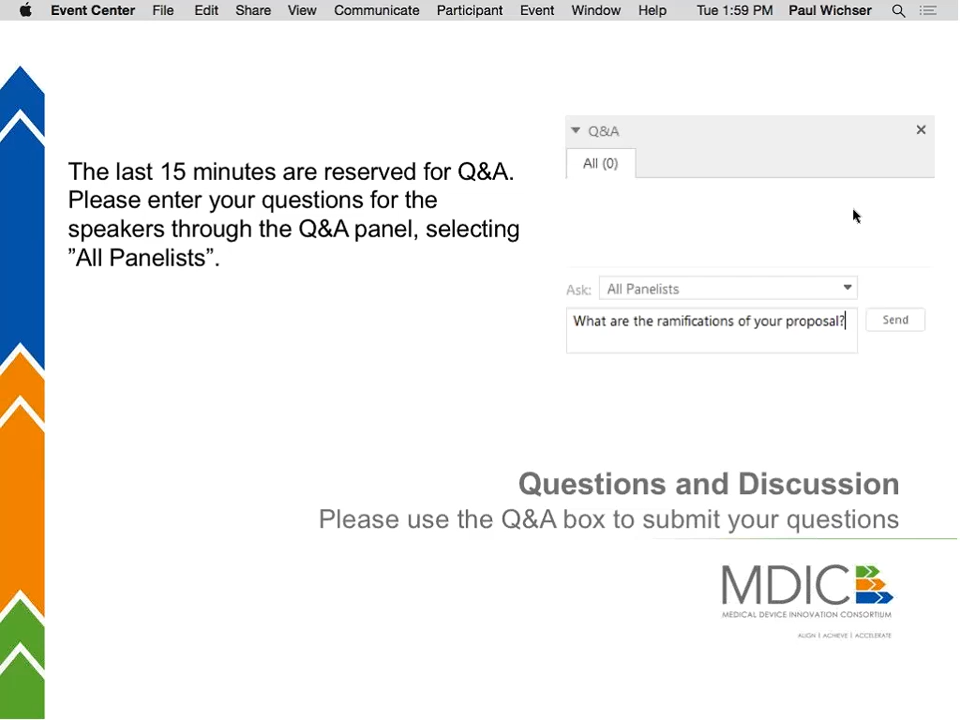 Event Center File Edit Share View Communicate Participant Event Window Help Tue 1:59 PM Paul Wichser
Q&A
All (0)
The last 15 minutes are reserved for Q&A.
Please enter your questions for the
speakers through the Q&A panel, selecting
”All Panelists”.
Ask: All Panelists
What are the ramifications of your proposal?
Send
Questions and Discussion
Please use the Q&A box to submit your questions
MDIC
MEDICAL DEVICE INNOVATION CONSORTIUM
ALIGN | ACHIEVE | ACCELERATE